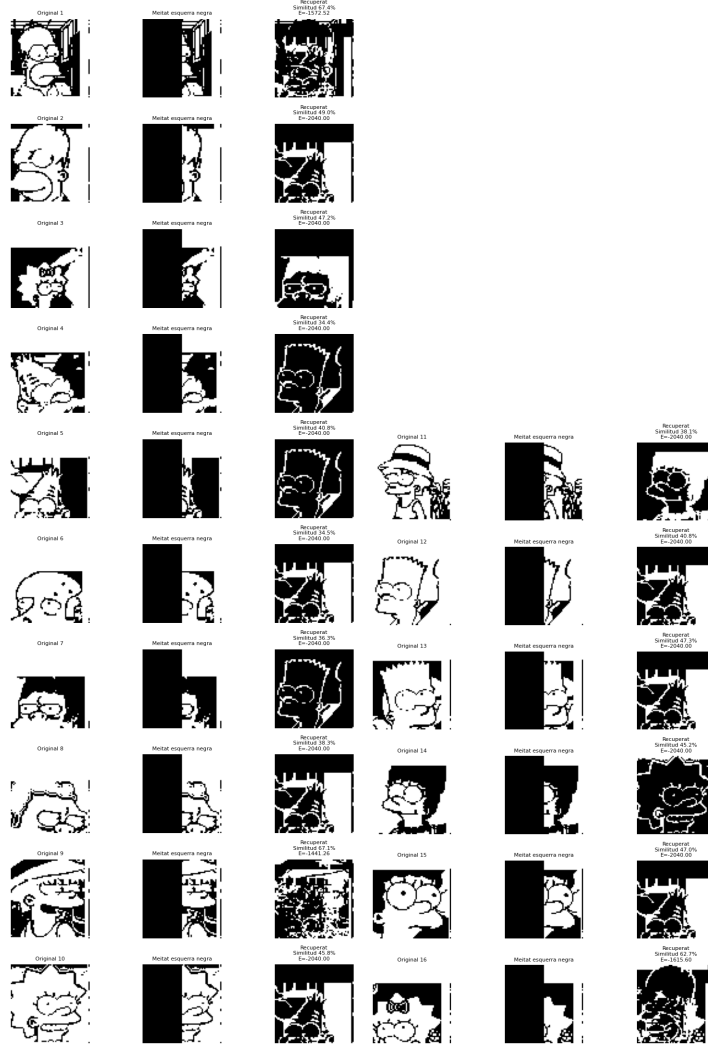 Original 1
Meitat esquerra negra
Recuperat
Similitud 67.4%
E=-1572.52
Original 2
Meitat esquerra negra
Recuperat
Similitud 49.0%
E=-2040.00
Original 3
Meitat esquerra negra
Recuperat
Similitud 47.2%
E=-2040.00
Original 4
Meitat esquerra negra
Recuperat
Similitud 34.4%
E=-2040.00
Original 5
Meitat esquerra negra
Recuperat
Similitud 40.8%
E=-2040.00
Original 11
Meitat esquerra negra
Recuperat
Similitud 38.1%
E=-2040.00
Original 6
Meitat esquerra negra
Recuperat
Similitud 34.5%
E=-2040.00
Original 12
Meitat esquerra negra
Recuperat
Similitud 40.8%
E=-2040.00
Original 7
Meitat esquerra negra
Recuperat
Similitud 36.3%
E=-2040.00
Original 13
Meitat esquerra negra
Recuperat
Similitud 47.3%
E=-2040.00
Original 8
Meitat esquerra negra
Recuperat
Similitud 38.3%
E=-2040.00
Original 14
Meitat esquerra negra
Recuperat
Similitud 45.2%
E=-2040.00
Original 9
Meitat esquerra negra
Recuperat
Similitud 67.1%
E=-1441.26
Original 15
Meitat esquerra negra
Recuperat
Similitud 47.0%
E=-2040.00
Original 10
Meitat esquerra negra
Recuperat
Similitud 45.8%
E=-2040.00
Original 16
Meitat esquerra negra
Recuperat
Similitud 62.7%
E=-1615.60